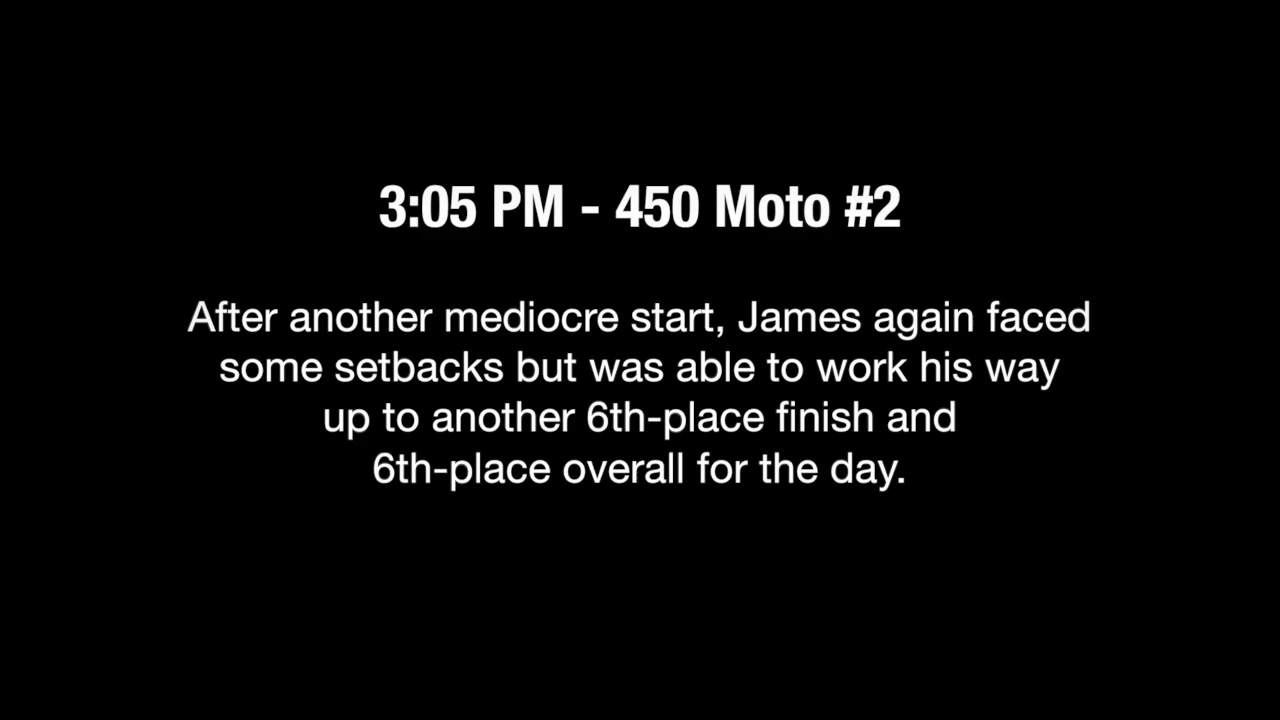 3:05 PM - 450 Moto #2
After another mediocre start, James again faced
some setbacks but was able to work his way
up to another 6th-place finish and
6th-place overall for the day.